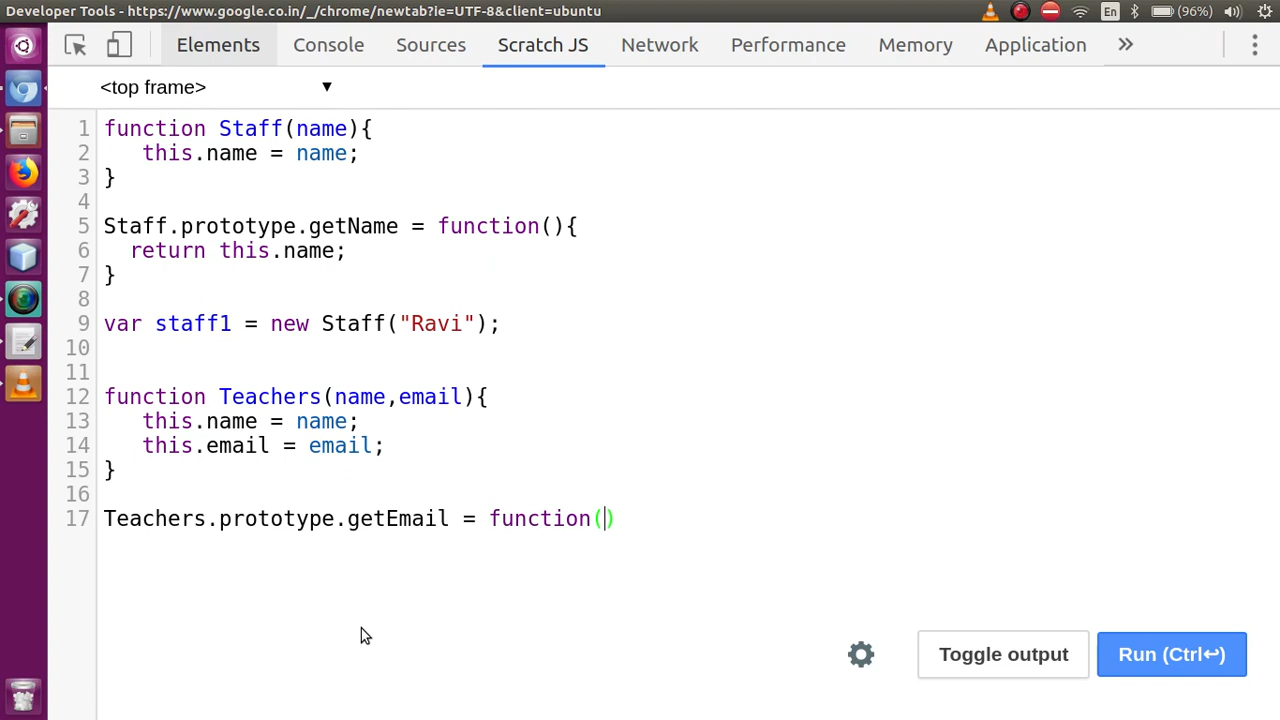 Developer Tools - https://www.google.co.in/_/chrome/newtab?ie=UTF-8&client=ubuntu
En
(96%)
Elements Console Sources Scratch JS Network Performance Memory Application »
<top frame> ▼
1 function Staff(name){
2    this.name = name;
3 }
4
5 Staff.prototype.getName = function(){
6   return this.name;
7 }
8
9 var staff1 = new Staff("Ravi");
10
11
12 function Teachers(name,email){
13    this.name = name;
14    this.email = email;
15 }
16
17 Teachers.prototype.getEmail = function()
Toggle output
Run (Ctrl↩)